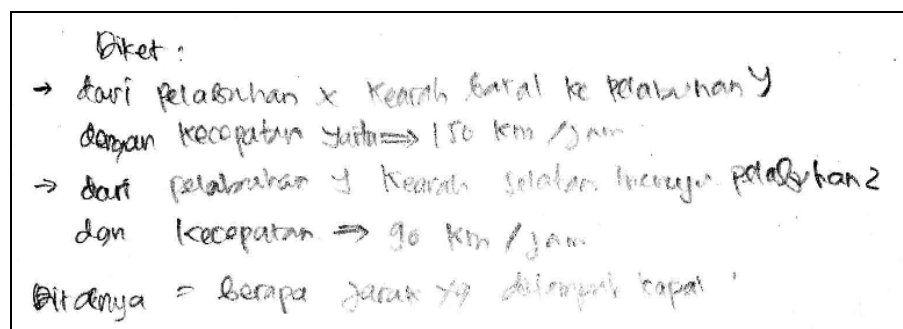 Diket :
→ dari pelabuhan x kearah barat ke pelabuhan y
dengan kecepatan yaitu ⇒ 150 km / jam
→ dari pelabuhan y kearah selatan menuju pelabuhan z
dgn kecepatan ⇒ 90 km / jam
Ditanya = berapa jarak yg ditempuh kapal